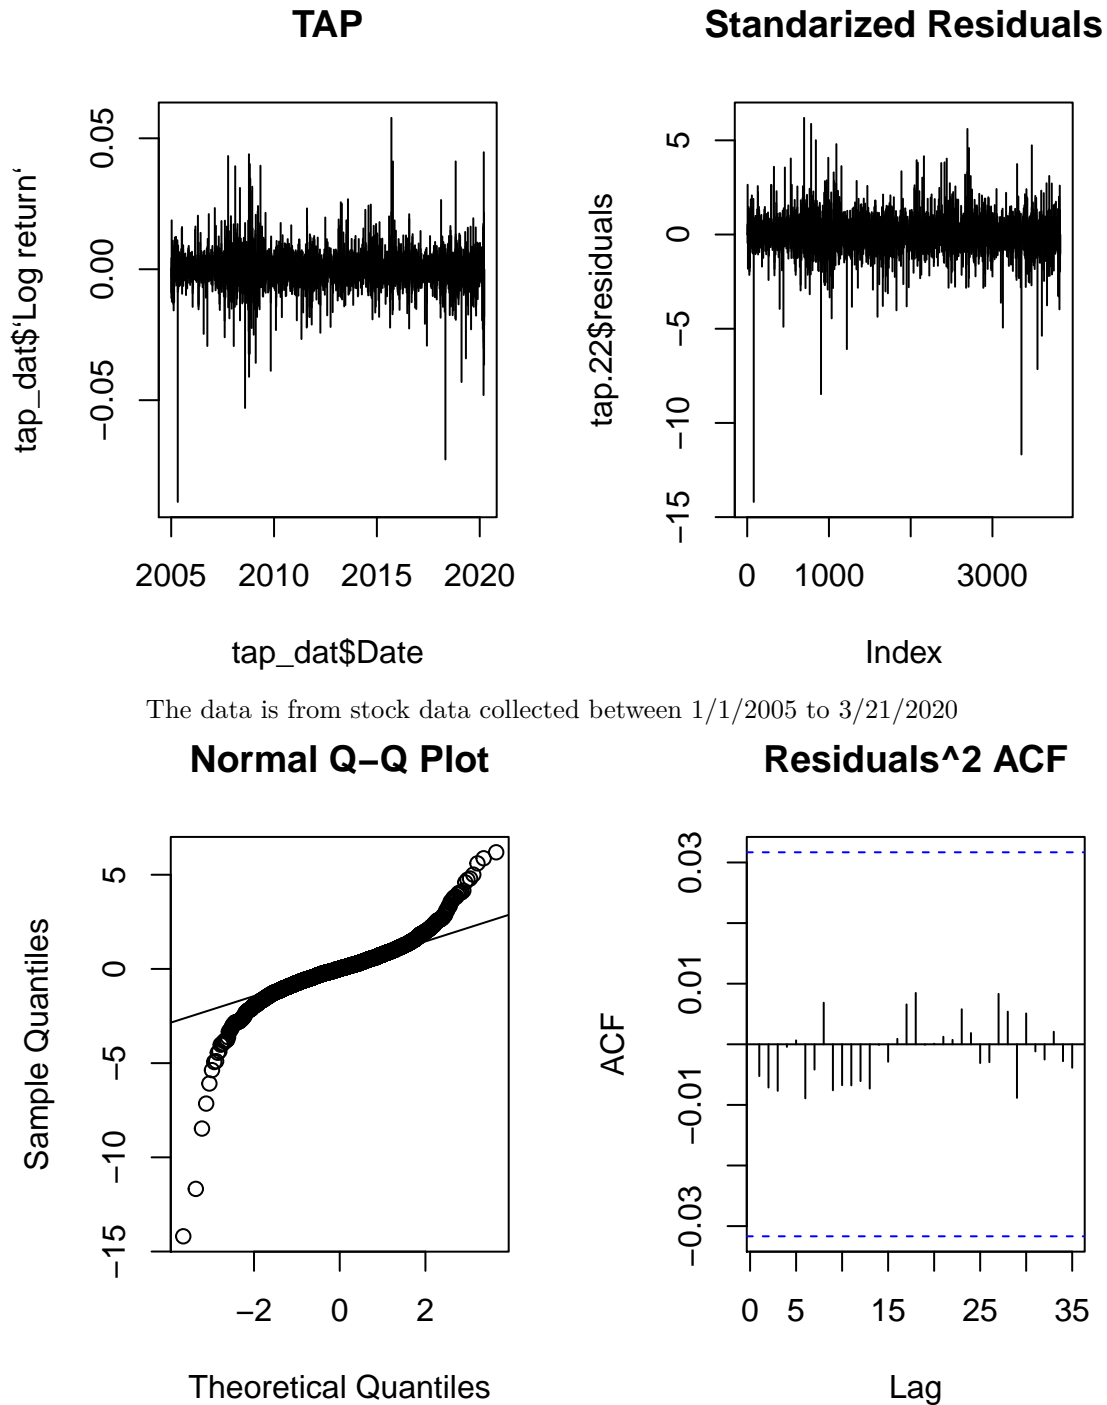 TAP
Standarized Residuals
tap_dat$‘Log return‘
0.05
0.00
−0.05
2005 2010 2015 2020
tap_dat$Date
tap.22$residuals
5
0
−5
−10
−15
0 1000 3000
Index
The data is from stock data collected between 1/1/2005 to 3/21/2020
Normal Q−Q Plot
Residuals^2 ACF
Sample Quantiles
5
0
−5
−10
−15
−2 0 2
Theoretical Quantiles
ACF
0.03
0.01
−0.01
−0.03
0 5 15 25 35
Lag